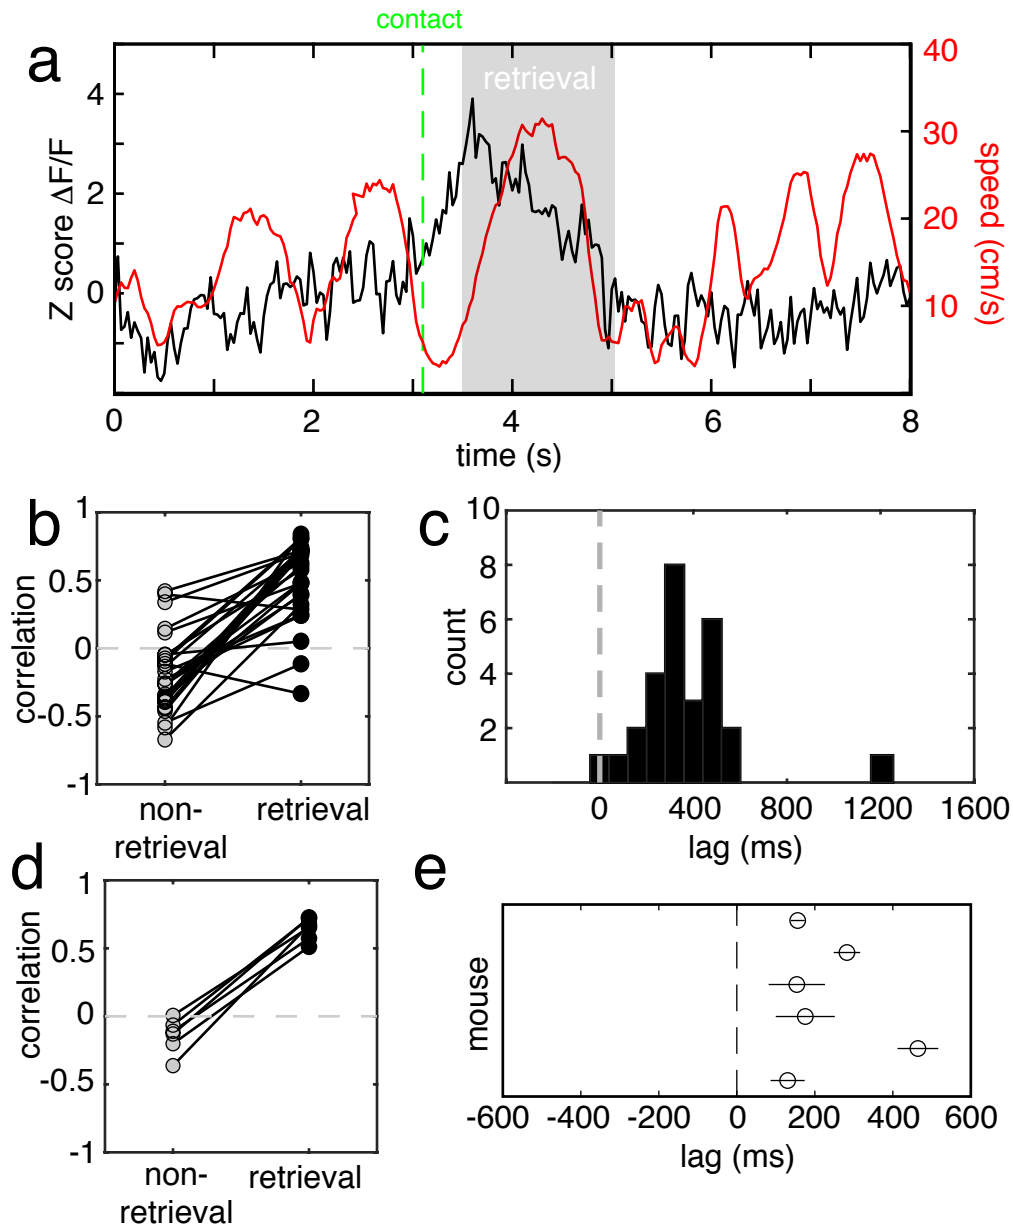 contact
a
retrieval
Z score ΔF/F
4
2
0
40
30
20
10
speed (cm/s)
0
2
4
6
8
time (s)
b
1
0.5
0
-0.5
-1
correlation
non-
retrieval
retrieval
c
10
8
6
4
2
count
0
400
800
1200
1600
lag (ms)
d
1
0.5
0
-0.5
-1
correlation
non-
retrieval
retrieval
e
mouse
-600
-400
-200
0
200
400
600
lag (ms)